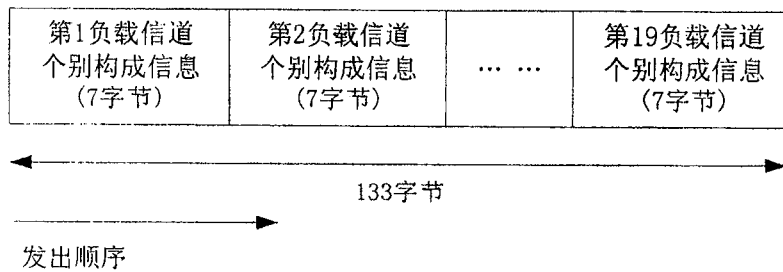 第1负载信道
个别构成信息
(7字节)
第2负载信道
个别构成信息
(7字节)
… …
第19负载信道
个别构成信息
(7字节)
133字节
发出顺序